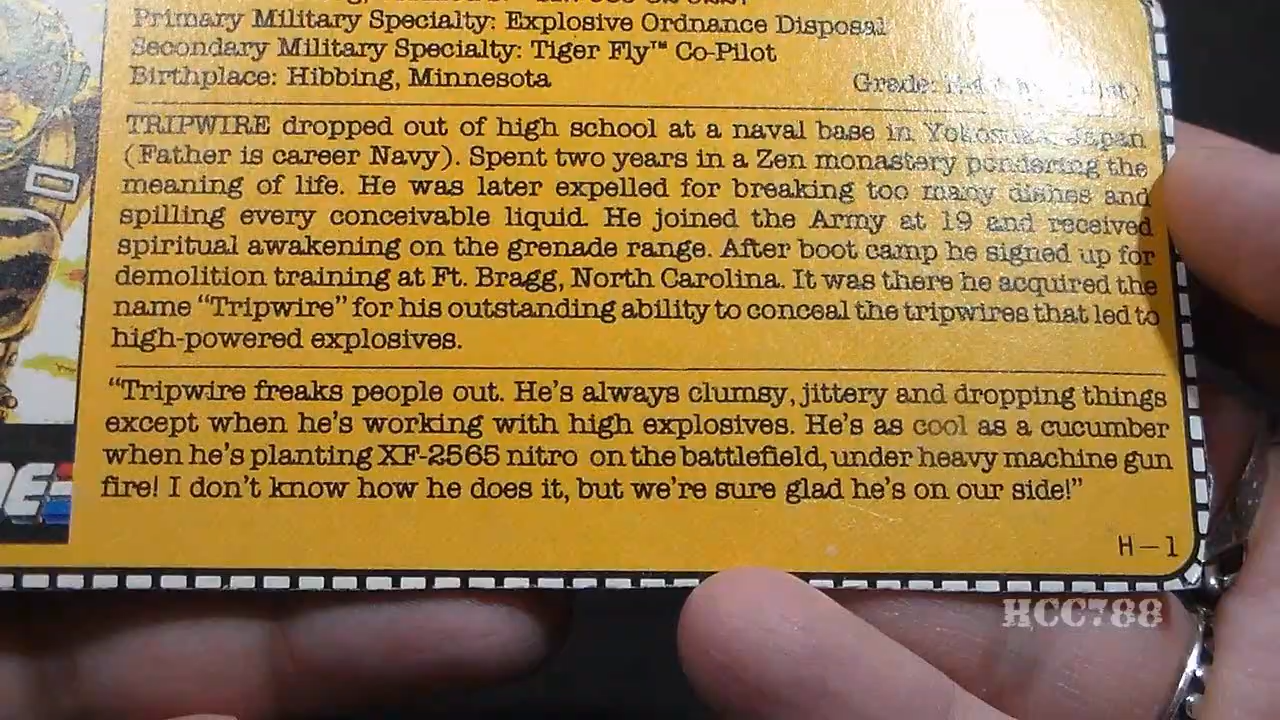 Primary Military Specialty: Explosive Ordnance Disposal
Secondary Military Specialty: Tiger Fly™ Co-Pilot
Birthplace: Hibbing, Minnesota Grade:
TRIPWIRE dropped out of high school at a naval base in Yokosuka, Japan
(Father is career Navy). Spent two years in a Zen monastery pondering the
meaning of life. He was later expelled for breaking too many dishes and
spilling every conceivable liquid. He joined the Army at 19 and received
spiritual awakening on the grenade range. After boot camp he signed up for
demolition training at Ft. Bragg, North Carolina. It was there he acquired the
name "Tripwire" for his outstanding ability to conceal the tripwires that led to
high-powered explosives.
"Tripwire freaks people out. He's always clumsy, jittery and dropping things
except when he's working with high explosives. He's as cool as a cucumber
when he's planting XF-2565 nitro on the battlefield, under heavy machine gun
fire! I don't know how he does it, but we're sure glad he's on our side!"
H-1
HCC788